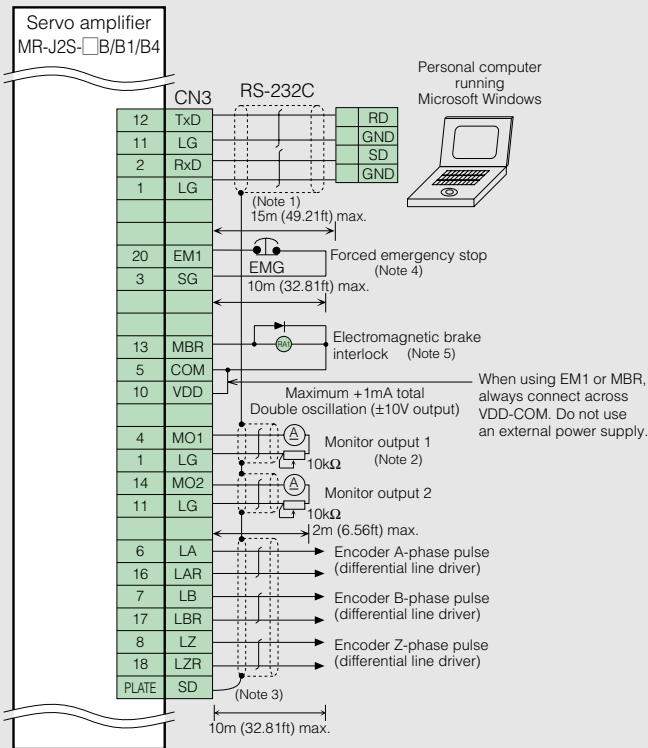 Servo amplifier
MR-J2S-□B/B1/B4
CN3
RS-232C
Personal computer
running
Microsoft Windows
12 TxD RD
11 LG GND
2 RxD SD
1 LG GND
(Note 1)
15m (49.21ft) max.
20 EM1
EMG
Forced emergency stop
(Note 4)
3 SG
10m (32.81ft) max.
13 MBR
RA1
Electromagnetic brake
interlock (Note 5)
5 COM
10 VDD
When using EM1 or MBR,
always connect across
VDD-COM. Do not use
an external power supply.
Maximum +1mA total
Double oscillation (±10V output)
4 MO1 A
Monitor output 1
(Note 2)
1 LG
10kΩ
14 MO2 A
Monitor output 2
11 LG
10kΩ
2m (6.56ft) max.
6 LA
Encoder A-phase pulse
(differential line driver)
16 LAR
7 LB
Encoder B-phase pulse
(differential line driver)
17 LBR
8 LZ
Encoder Z-phase pulse
(differential line driver)
18 LZR
PLATE SD
(Note 3)
10m (32.81ft) max.